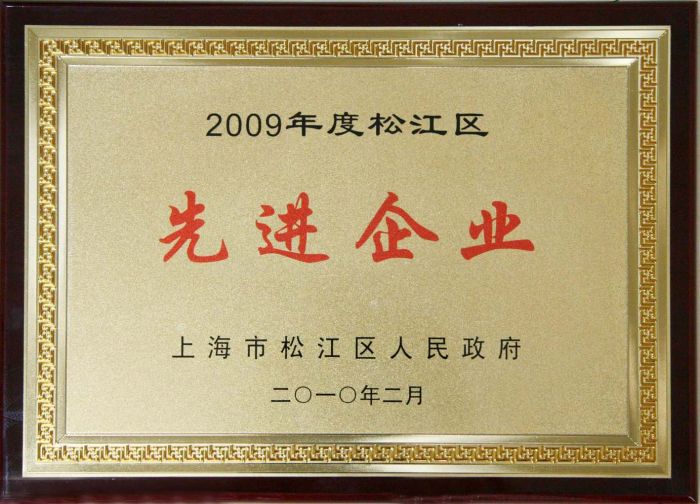 2009年度松江区
先进企业
上海市松江区人民政府
二〇一〇年二月